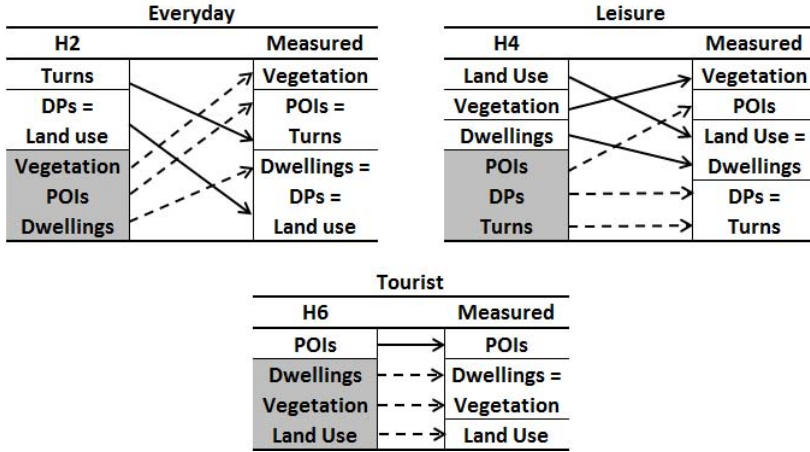 Everyday
H2 Measured
Turns Vegetation
DPs = POIs =
Land use Turns
Vegetation Dwellings =
POIs DPs =
Dwellings Land use
Leisure
H4 Measured
Land Use Vegetation
Vegetation POIs
Dwellings Land Use =
POIs Dwellings
DPs DPs =
Turns Turns
Tourist
H6 Measured
POIs POIs
Dwellings Dwellings =
Vegetation Vegetation
Land Use Land Use